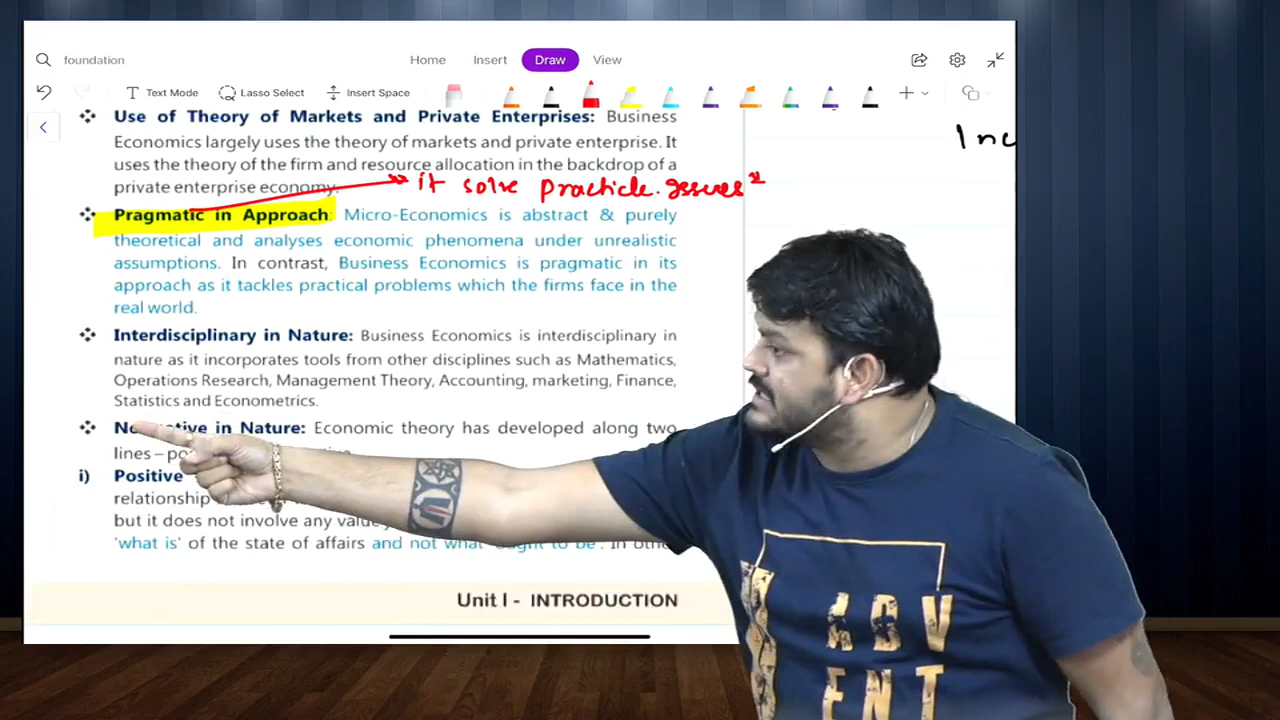 foundation
Home Insert Draw View
Text Mode Lasso Select Insert Space
Use of Theory of Markets and Private Enterprises: Business
Economics largely uses the theory of markets and private enterprise. It
uses the theory of the firm and resource allocation in the backdrop of a
private enterprise economy.
it solve practicle issues
Pragmatic in Approach: Micro-Economics is abstract & purely
theoretical and analyses economic phenomena under unrealistic
assumptions. In contrast, Business Economics is pragmatic in its
approach as it tackles practical problems which the firms face in the
real world.
Interdisciplinary in Nature: Business Economics is interdisciplinary in
nature as it incorporates tools from other disciplines such as Mathematics,
Operations Research, Management Theory, Accounting, marketing, Finance,
Statistics and Econometrics.
in Nature: Economic theory has developed along two
lines –
i) Positive
relationship
but it does not involve any
'what is' of the state of affairs and not what ought to be'. In
Unit I - INTRODUCTION
Inc
ADV
ENT